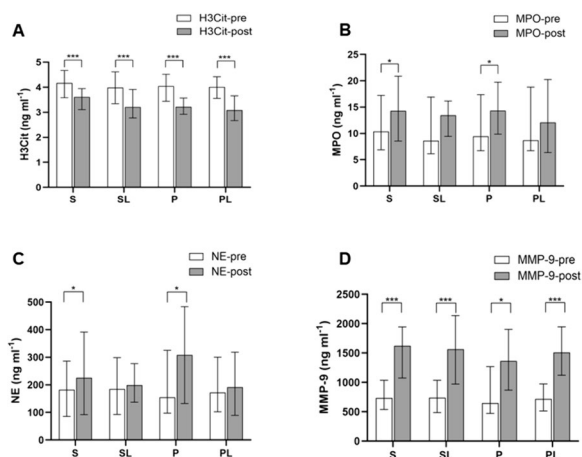 A
H3Cit-pre
H3Cit-post
*** *** *** ***
H3Cit (ng ml⁻¹)
5
4
3
2
1
0
S SL P PL
B
MPO-pre
MPO-post
* *
MPO (ng ml⁻¹)
25
20
15
10
5
0
S SL P PL
C
NE-pre
NE-post
* *
NE (ng ml⁻¹)
500
400
300
200
100
0
S SL P PL
D
MMP-9-pre
MMP-9-post
*** *** * ***
MMP-9 (ng ml⁻¹)
2500
2000
1500
1000
500
0
S SL P PL